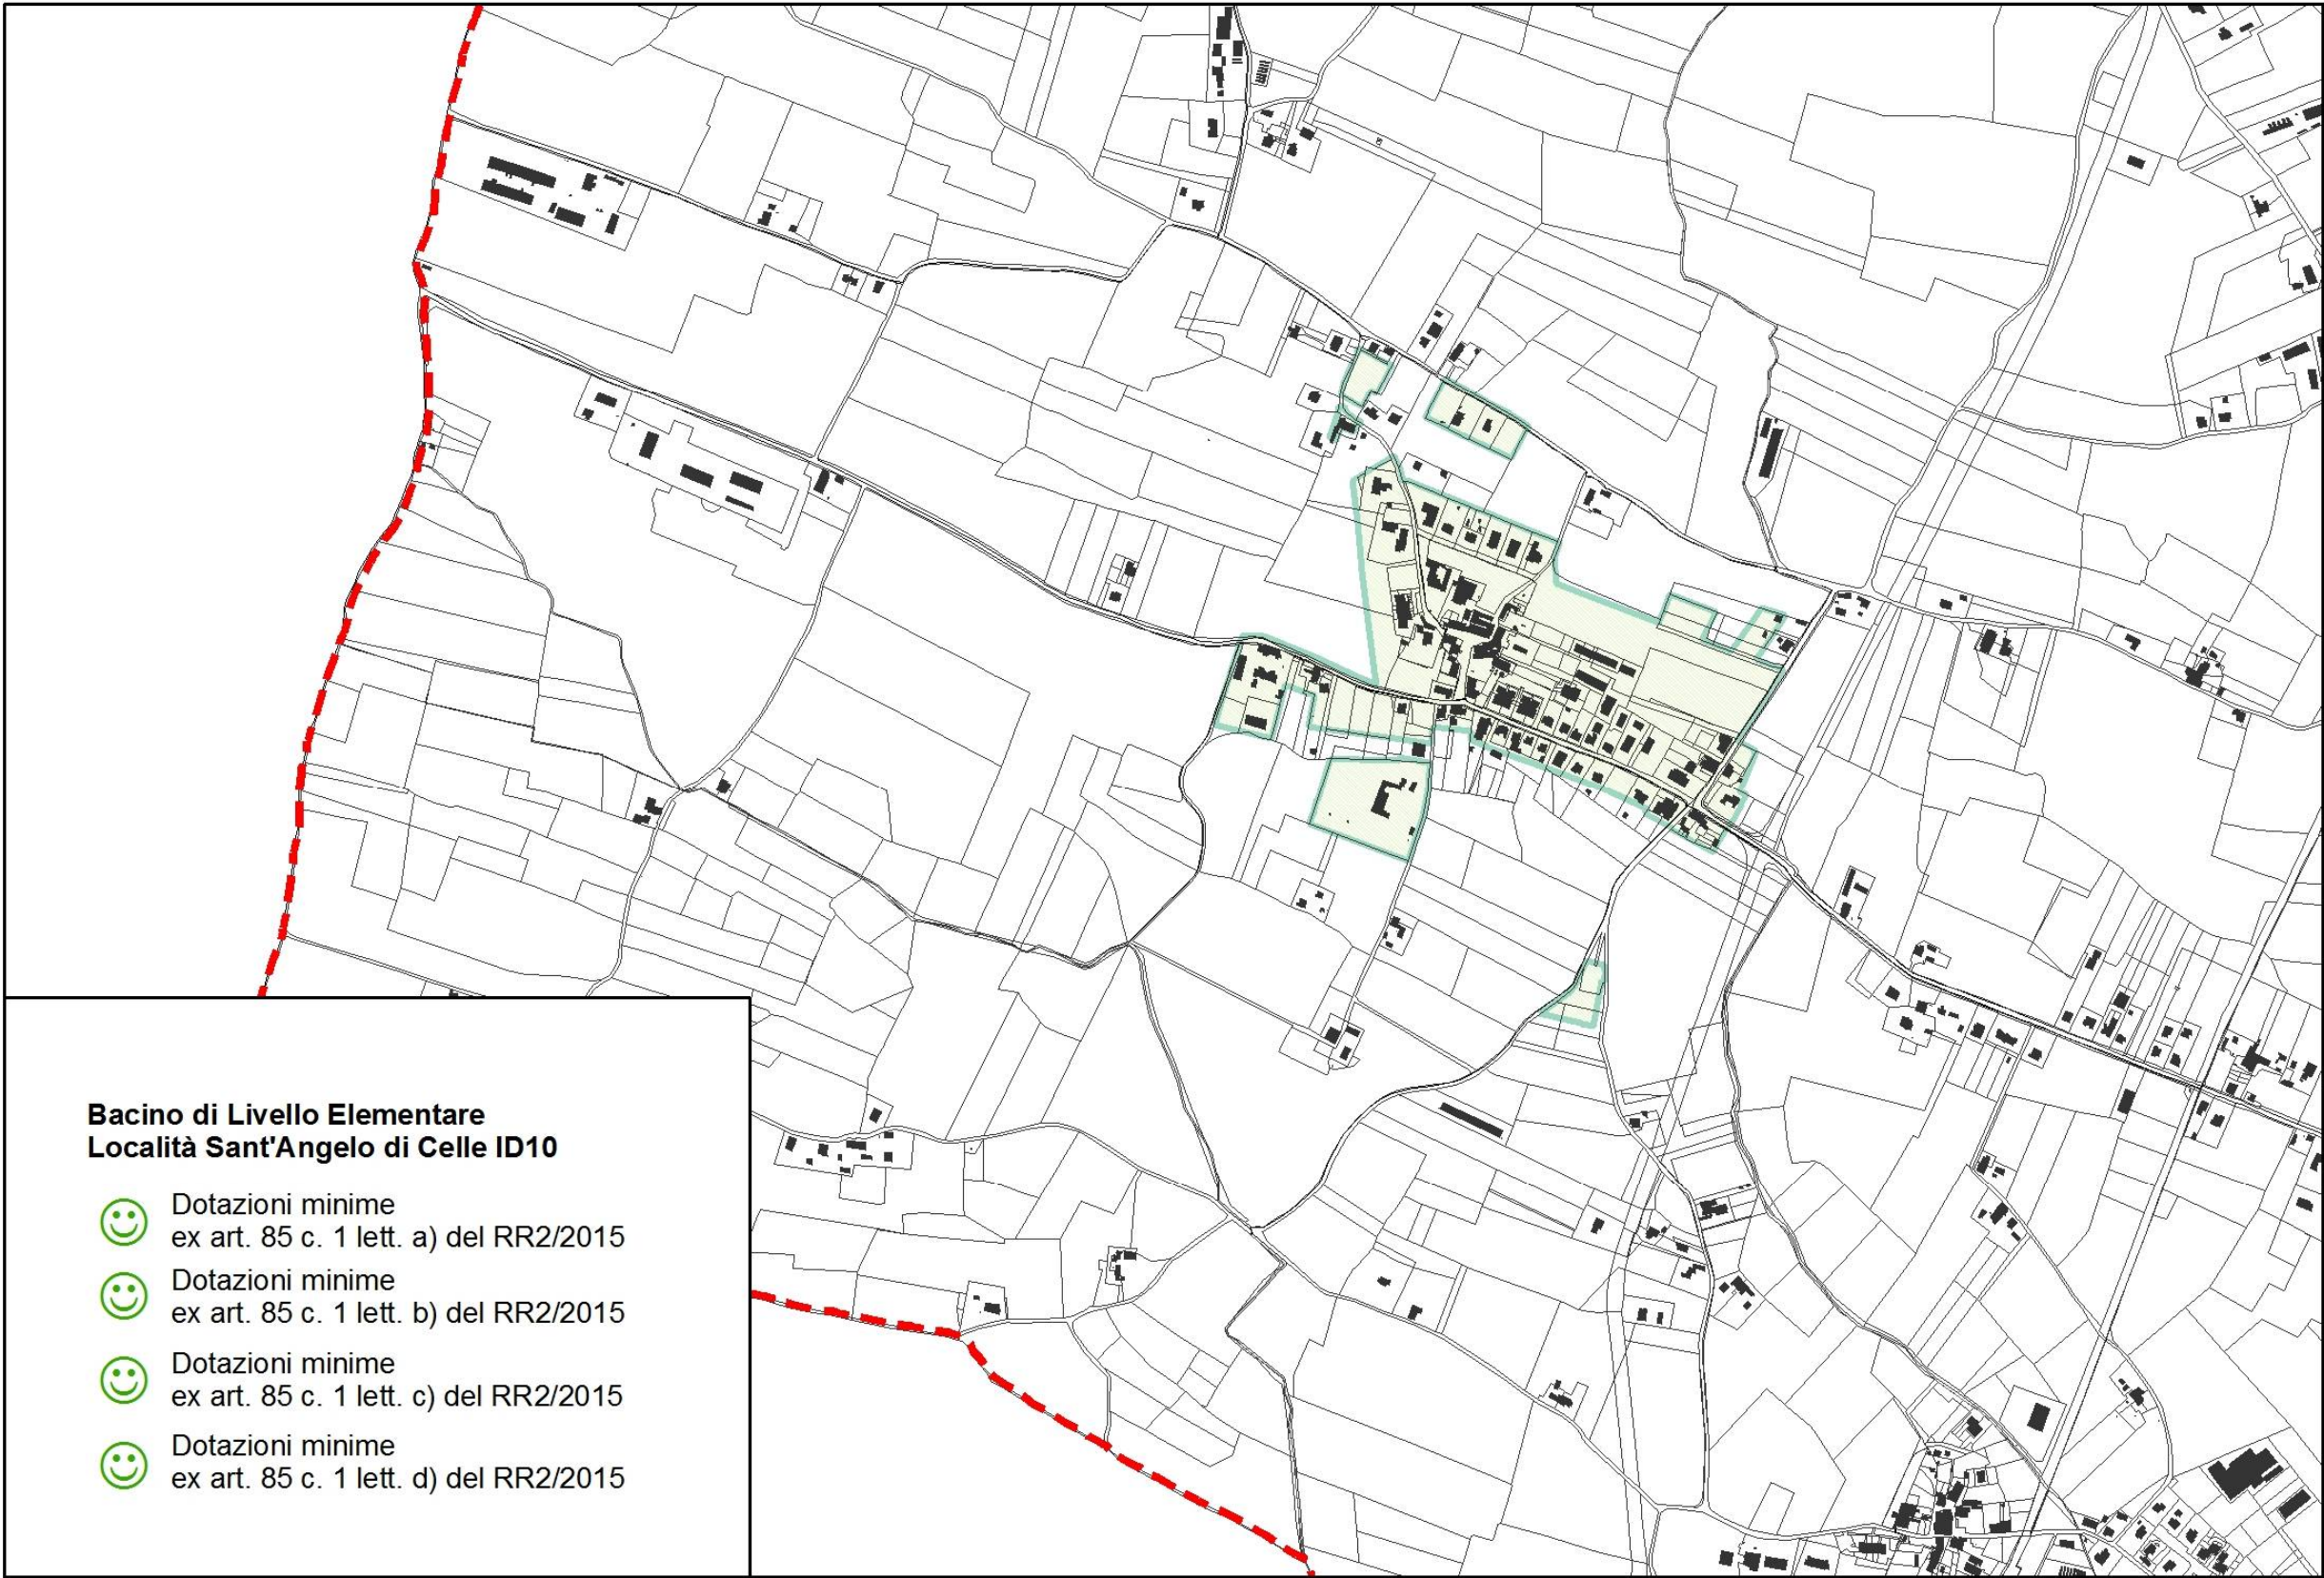 Bacino di Livello Elementare
Località Sant'Angelo di Celle ID10
Dotazioni minime
ex art. 85 c. 1 lett. a) del RR2/2015
Dotazioni minime
ex art. 85 c. 1 lett. b) del RR2/2015
Dotazioni minime
ex art. 85 c. 1 lett. c) del RR2/2015
Dotazioni minime
ex art. 85 c. 1 lett. d) del RR2/2015